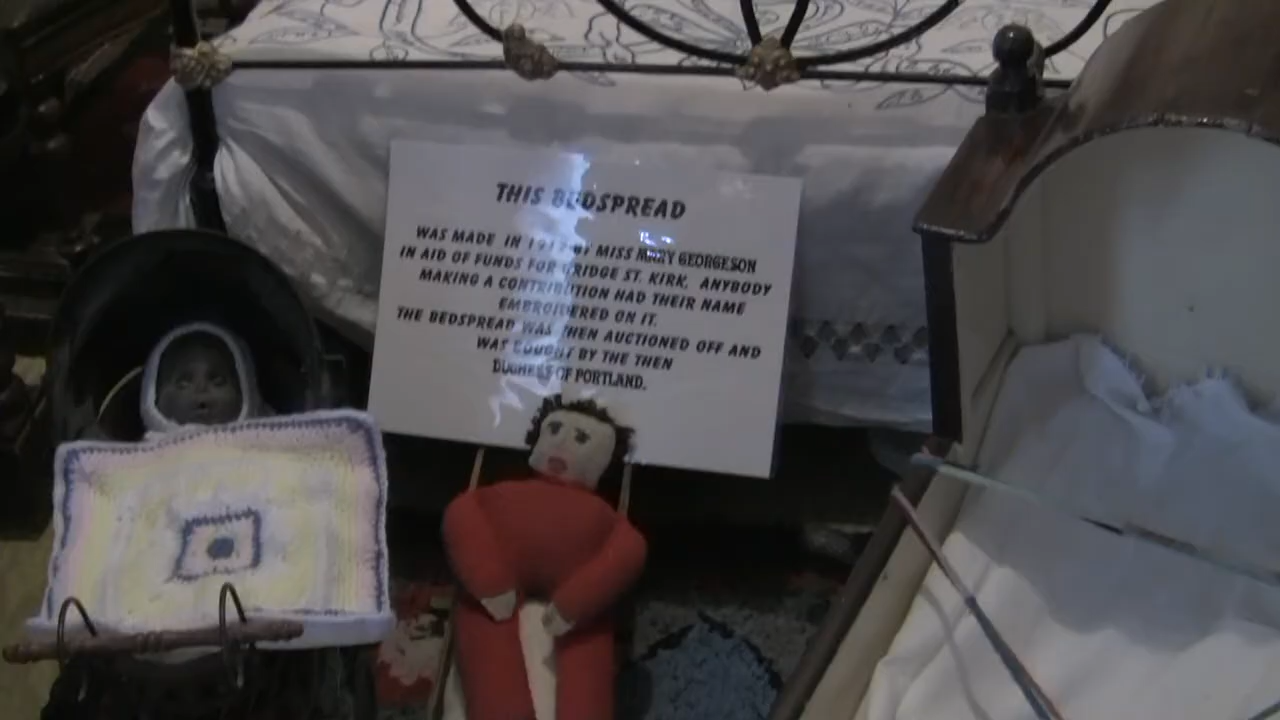 THIS BEDSPREAD
WAS MADE IN BY MISS MARY GEORGESON
IN AID OF FUNDS FOR BRIDGE ST. KIRK, ANYBODY
MAKING A CONTRIBUTION HAD THEIR NAME
EMBROIDERED ON IT.
THE BEDSPREAD WAS THEN AUCTIONED OFF AND
WAS BOUGHT BY THE THEN
DUCHESS OF PORTLAND.